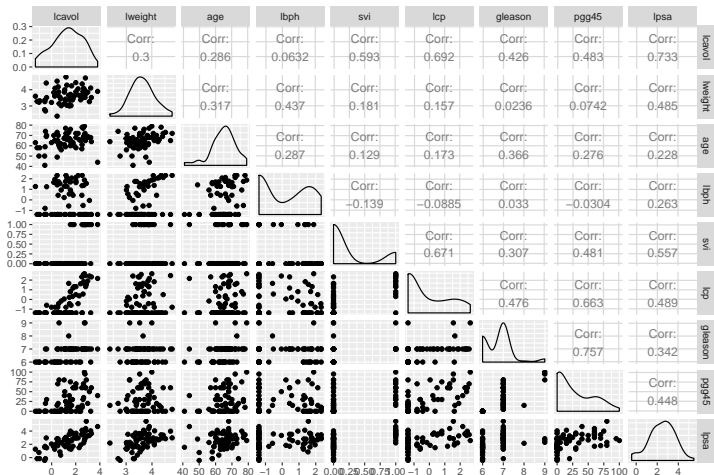 lcavol lweight age lbph svi lcp gleason pgg45 lpsa
0.3
0.2
0.1
0.0
Corr: Corr: Corr: Corr: Corr: Corr: Corr: Corr:
0.3 0.286 0.0632 0.593 0.692 0.426 0.483 0.733
lcavol
4
3
Corr: Corr: Corr: Corr: Corr: Corr: Corr:
0.317 0.437 0.181 0.157 0.0236 0.0742 0.485
lweight
80
70
60
50
40
Corr: Corr: Corr: Corr: Corr: Corr:
0.287 0.129 0.173 0.366 0.276 0.228
age
2
1
0
−1
Corr: Corr: Corr: Corr: Corr:
−0.139 −0.0885 0.033 −0.0304 0.263
lbph
1.00
0.75
0.50
0.25
0.00
Corr: Corr: Corr: Corr:
0.671 0.307 0.481 0.557
svi
2
1
0
−1
Corr: Corr: Corr:
0.476 0.663 0.489
lcp
9
8
7
6
Corr: Corr:
0.757 0.342
gleason
100
75
50
25
0
Corr:
0.448
pgg45
4
2
0
lpsa
0 2 4 3 4 40 50 60 70 80 −1 0 1 2 0.00 0.25 0.50 0.75 1.00 −1 0 1 2 6 7 8 9 0 25 50 75 100 0 2 4